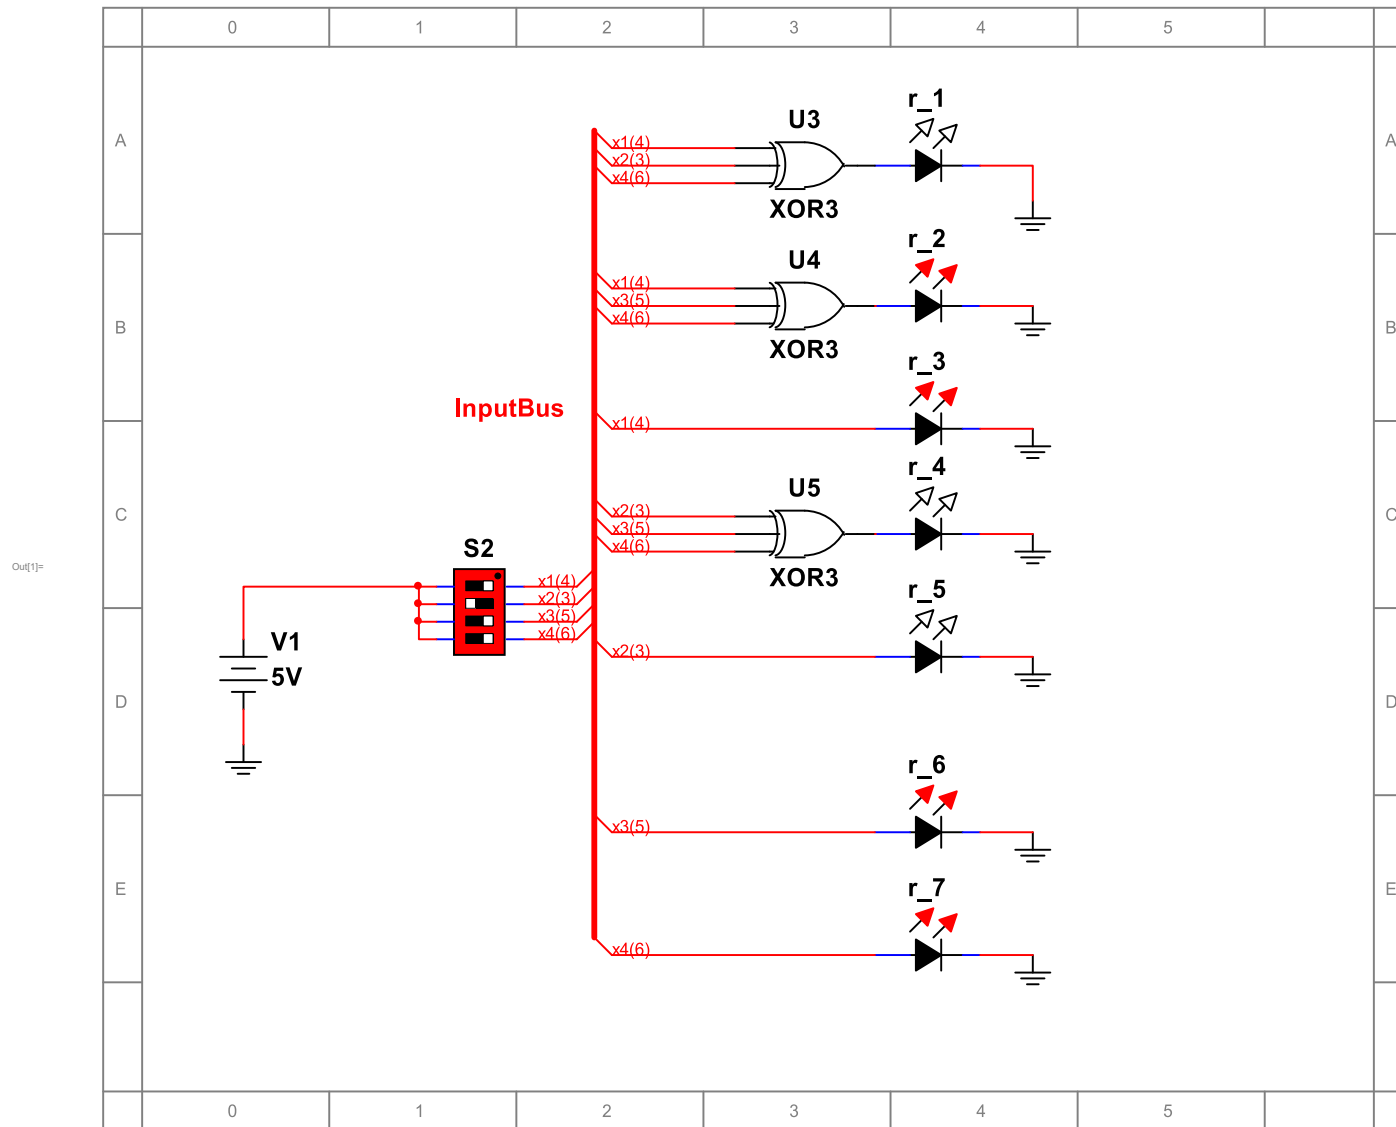 0 1 2 3 4 5
A A
r_1
U3
x1(4)
x2(3)
x4(6)
XOR3
r_2
U4
x1(4)
x3(5)
x4(6)
B B
XOR3
r_3
InputBus
x1(4)
r_4
U5
x2(3)
C C
x3(5)
x4(6)
S2
Out[1]=
XOR3
x1(4)
x2(3)
x3(5)
x4(6)
r_5
V1
x2(3)
5V
D D
r_6
x3(5)
E E
r_7
x4(6)
0 1 2 3 4 5